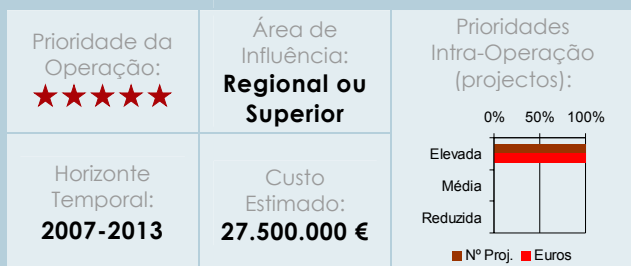 Prioridade da
Operação:
Área de
Influência:
Regional ou
Superior
Prioridades
Intra-Operação
(projectos):
0% 50% 100%
Elevada
Média
Reduzida
Nº Proj. Euros
Horizonte
Temporal:
2007-2013
Custo
Estimado:
27.500.000 €